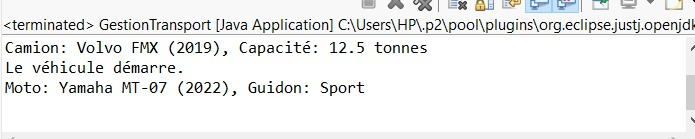 <terminated> GestionTransport [Java Application] C:\Users\HP\.p2\pool\plugins\org.eclipse.justj.openjdk
Camion: Volvo FMX (2019), Capacité: 12.5 tonnes
Le véhicule démarre.
Moto: Yamaha MT-07 (2022), Guidon: Sport